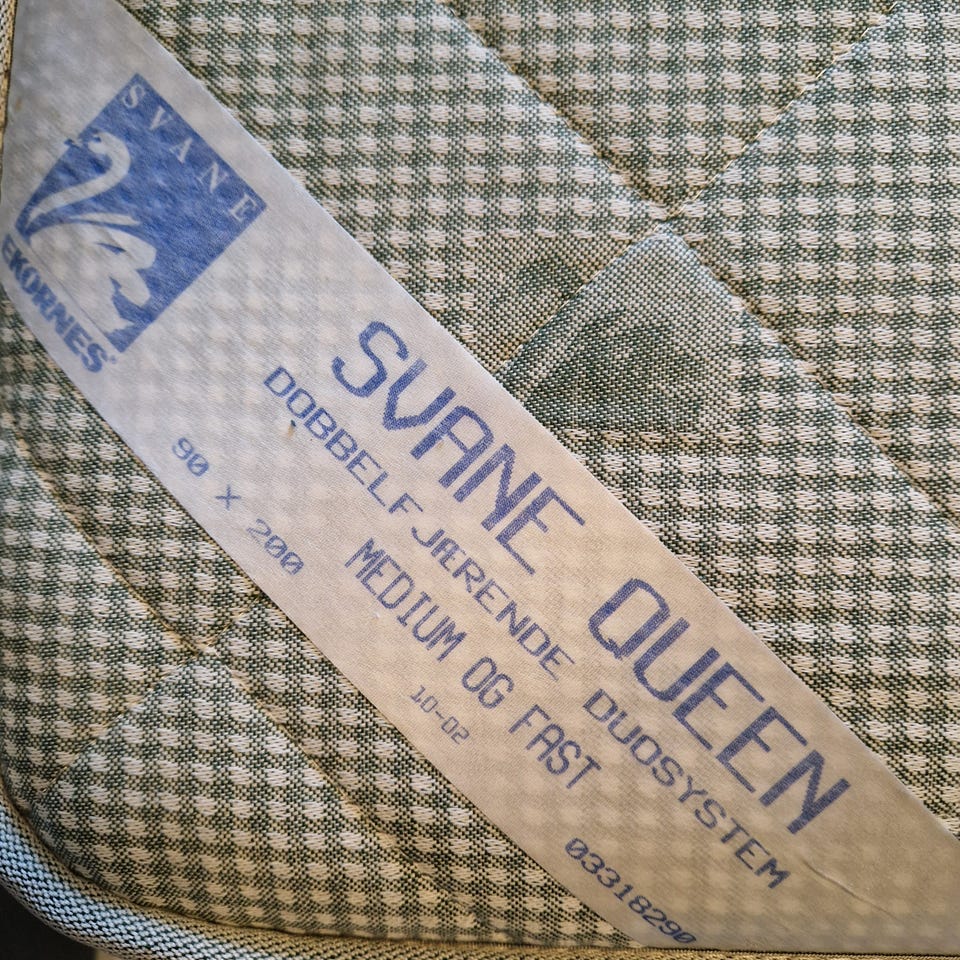 SVANE
EKORNES
SVANE QUEEN
DOBBELFJÆRENDE DUOSYSTEM
90 X 200
MEDIUM OG FAST
10-02
03318290